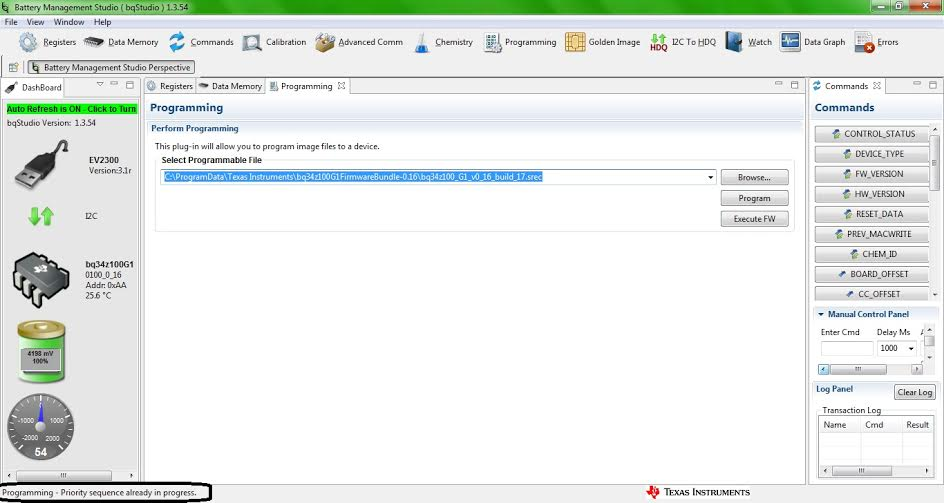 Battery Management Studio ( bqStudio ) 1.3.54
File View Window Help
Registers Data Memory Commands Calibration Advanced Comm Chemistry Programming Golden Image HDQ I2C To HDQ Watch Data Graph Errors
Battery Management Studio Perspective
DashBoard
Auto Refresh is ON - Click to Turn
bqStudio Version: 1.3.54
EV2300
Version:3.1r
I2C
bq34z100G1
0100_0_16
Addr: 0xAA
25.6 °C
4198 mV
100%
-1000 1000
-2000 2000
54
Registers Data Memory Programming
Programming
Perform Programming
This plug-in will allow you to program image files to a device.
Select Programmable File
C:\ProgramData\Texas Instruments\bq34z100G1FirmwareBundle-0.16\bq34z100_G1_v0_16_build_17.srec
Browse...
Program
Execute FW
Commands
Commands
CONTROL_STATUS
DEVICE_TYPE
FW_VERSION
HW_VERSION
RESET_DATA
PREV_MACWRITE
CHEM_ID
BOARD_OFFSET
CC_OFFSET
Manual Control Panel
Enter Cmd Delay Ms A
1000
Log Panel Clear Log
Transaction Log
Name Cmd Result
Programming - Priority sequence already in progress.
TEXAS INSTRUMENTS